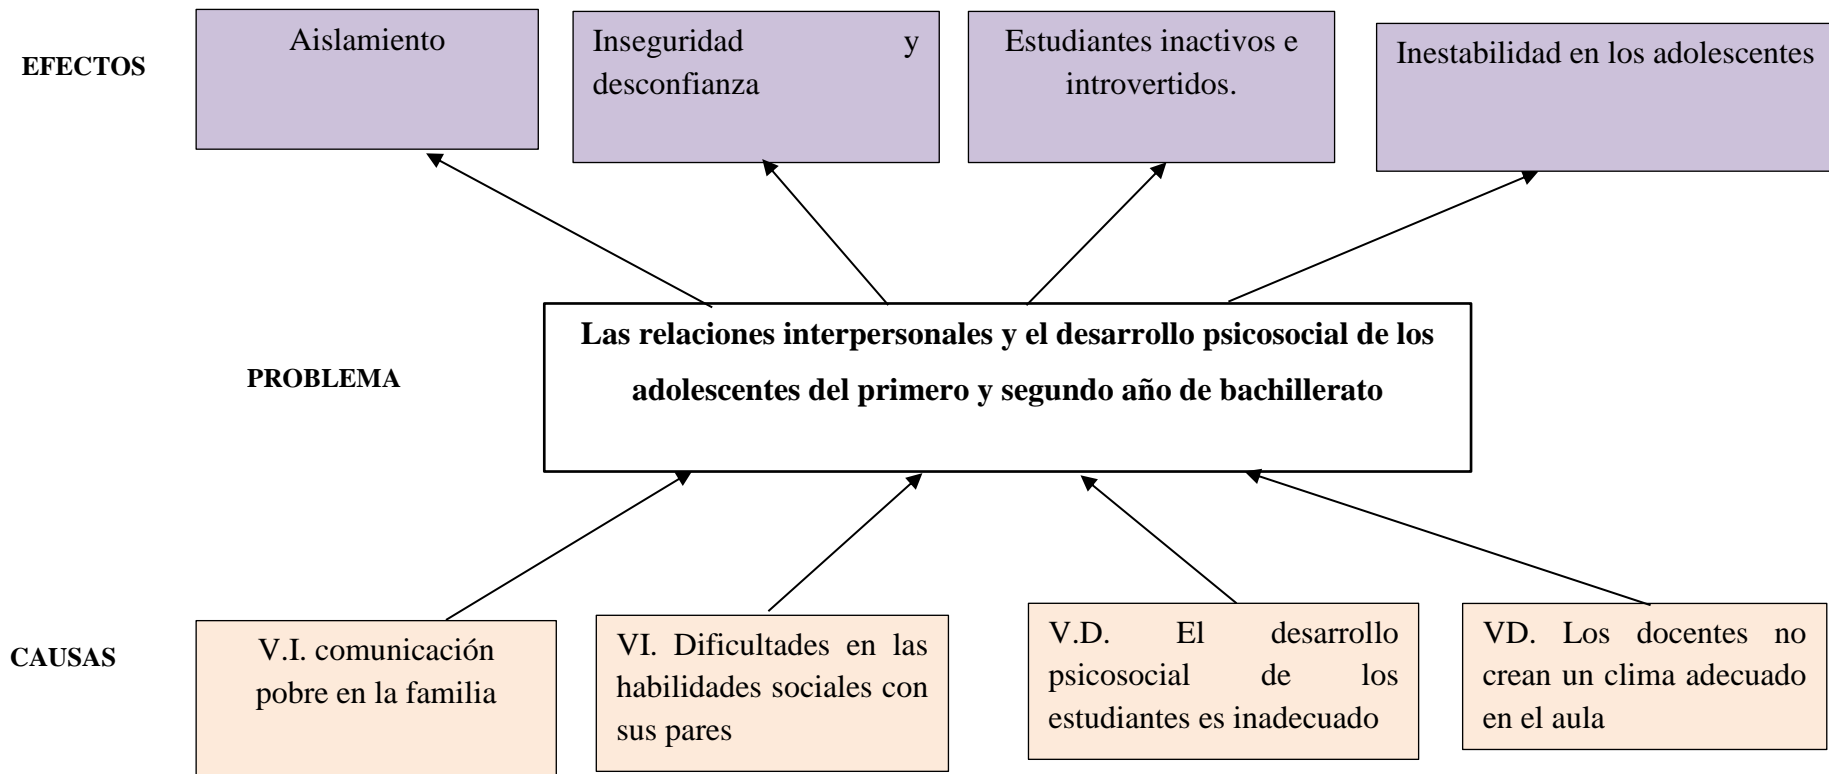 EFECTOS
Aislamiento
Inseguridad y
desconfianza
Estudiantes inactivos e
introvertidos.
Inestabilidad en los adolescentes
PROBLEMA
Las relaciones interpersonales y el desarrollo psicosocial de los
adolescentes del primero y segundo año de bachillerato
CAUSAS
V.I. comunicación
pobre en la familia
VI. Dificultades en las
habilidades sociales con
sus pares
V.D. El desarrollo
psicosocial de los
estudiantes es inadecuado
VD. Los docentes no
crean un clima adecuado
en el aula